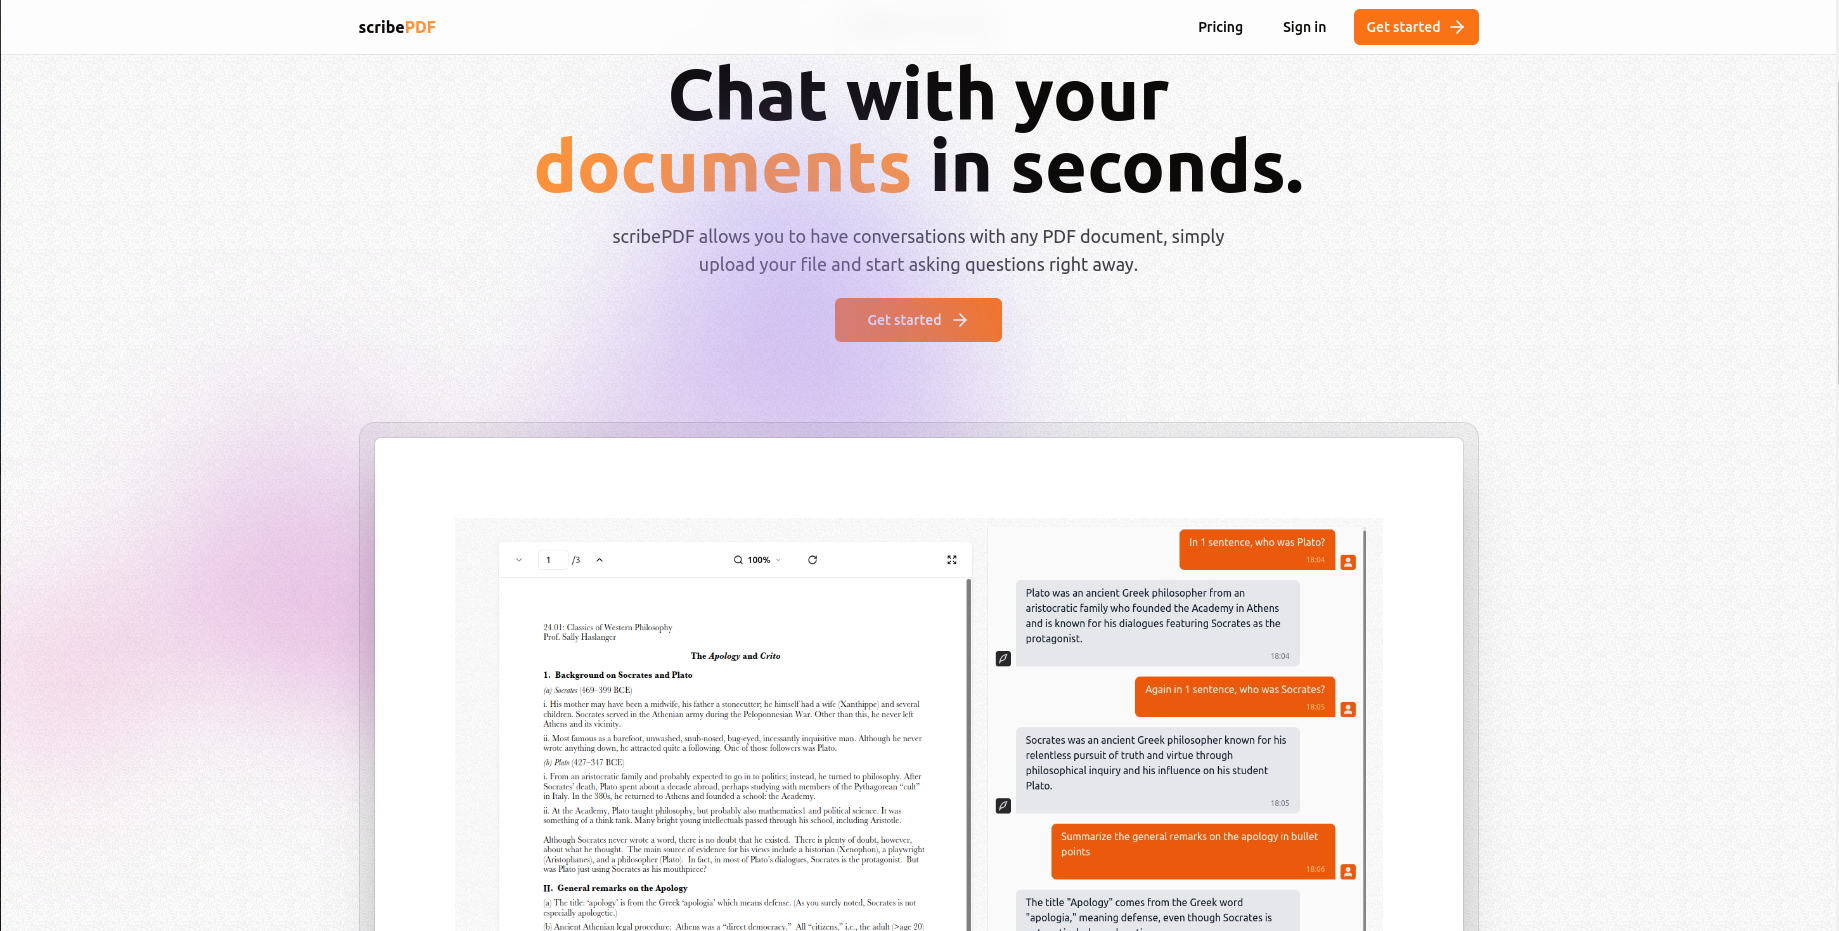 scribePDF
Pricing
Sign in
Get started
Chat with your
documents in seconds.
scribePDF allows you to have conversations with any PDF document, simply
upload your file and start asking questions right away.
Get started
1 /3
100%
24.01: Classics of Western Philosophy
Prof. Sally Haslanger
The Apology and Crito
I. Background on Socrates and Plato
(a) Socrates (469–399 BCE)
i. His mother may have been a midwife, his father a stonecutter; he himself had a wife (Xanthippe) and several
children. Socrates served in the Athenian army during the Peloponnesian War. Other than this, he never left
Athens and its vicinity.
ii. Most famous as a barefoot, unwashed, snub-nosed, bug-eyed, incessantly inquisitive man. Although he never
wrote anything down, he attracted quite a following. One of those followers was Plato.
(b) Plato (427–347 BCE)
i. From an aristocratic family and probably expected to go in to politics; instead, he turned to philosophy. After
Socrates' death, Plato spent about a decade abroad, perhaps studying with members of the Pythagorean "cult"
in Italy. In the 380s, he returned to Athens and founded a school: the Academy.
ii. At the Academy, Plato taught philosophy, but probably also mathematics1 and political science. It was
something of a think tank. Many bright young intellectuals passed through his school, including Aristotle.
Although Socrates never wrote a word, there is no doubt that he existed. There is plenty of doubt, however,
about what he thought. The main source of evidence for his views include a historian (Xenophon), a playwright
(Aristophanes), and a philosopher (Plato). In fact, in most of Plato's dialogues, Socrates is the protagonist. But
was Plato just using Socrates as his mouthpiece?
II. General remarks on the Apology
(a) The title: 'apology' is from the Greek 'apologia' which means defense. (As you surely noted, Socrates is not
especially apologetic.)
(b) Ancient Athenian legal procedure: Athens was a "direct democracy." All "citizens," i.e., the adult (>age 20)
In 1 sentence, who was Plato?
18:04
Plato was an ancient Greek philosopher from an
aristocratic family who founded the Academy in Athens
and is known for his dialogues featuring Socrates as the
protagonist.
18:04
Again in 1 sentence, who was Socrates?
18:05
Socrates was an ancient Greek philosopher known for his
relentless pursuit of truth and virtue through
philosophical inquiry and his influence on his student
Plato.
18:05
Summarize the general remarks on the apology in bullet
points
18:06
The title "Apology" comes from the Greek word
"apologia," meaning defense, even though Socrates is